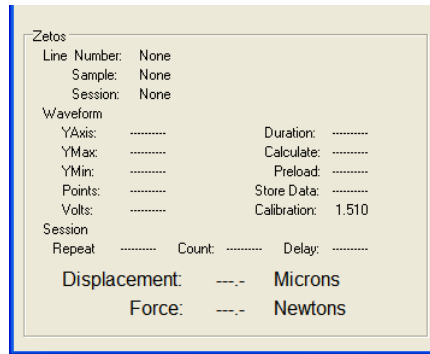 Zetos
Line Number: None
Sample: None
Session: None
Waveform
YAxis: ---------- Duration: ----------
YMax: ---------- Calculate: ----------
YMin: ---------- Preload: ----------
Points: ---------- Store Data: ----------
Volts: ---------- Calibration: 1.510
Session
Repeat ---------- Count: ---------- Delay: ----------
Displacement: ---.- Microns
Force: ---.- Newtons